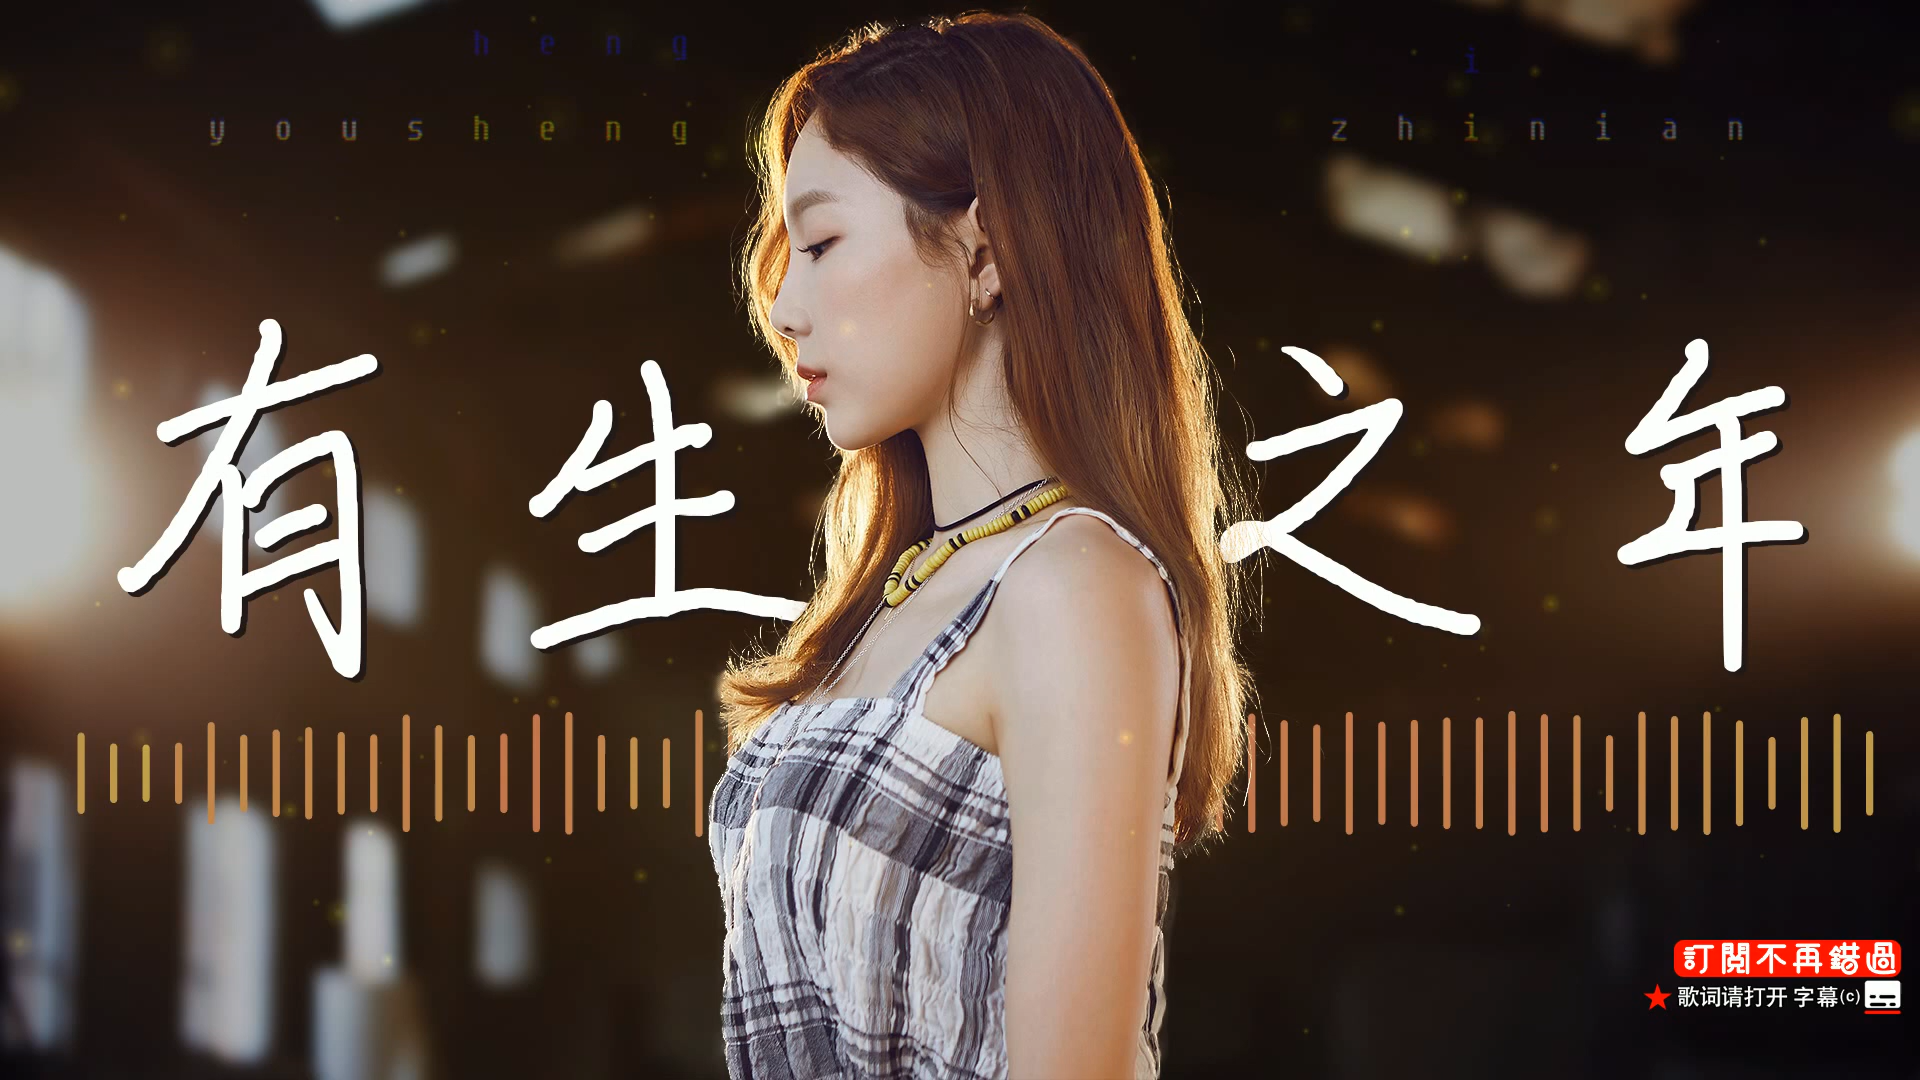 heng
i
yousheng
zhinian
有生之年
訂閱不再錯過
★歌词请打开 字幕(c)